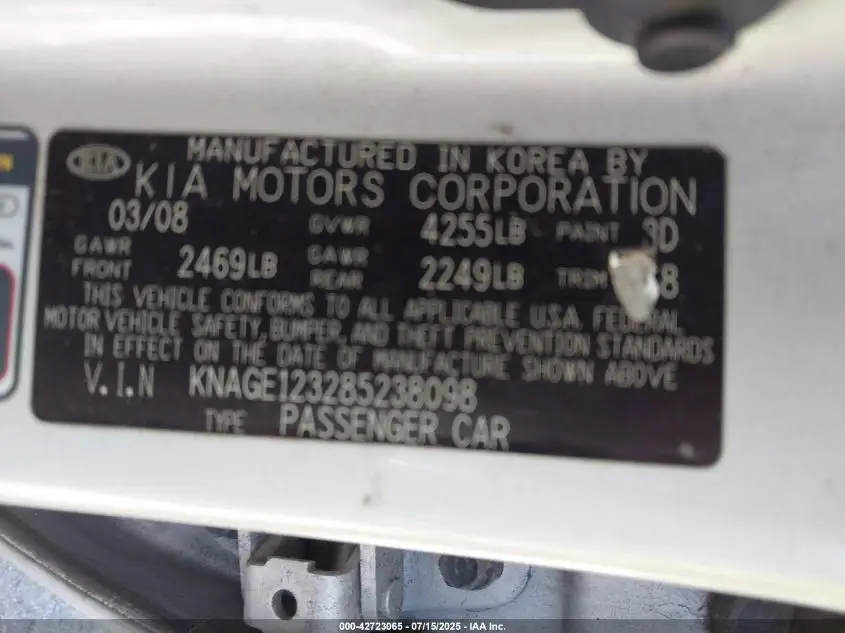 KIA
MANUFACTURED IN KOREA BY
KIA MOTORS CORPORATION
03/08 GVWR 4255LB PAINT 3D
GAWR FRONT 2469LB GAWR REAR 2249LB TRIM 68
THIS VEHICLE CONFORMS TO ALL APPLICABLE U.S.A. FEDERAL
MOTOR VEHICLE SAFETY, BUMPER, AND THEFT PREVENTION STANDARDS
IN EFFECT ON THE DATE OF MANUFACTURE SHOWN ABOVE
V.I.N KNAGE123285238098
TYPE PASSENGER CAR
000-42723065 - 07/15/2025 - IAA Inc.